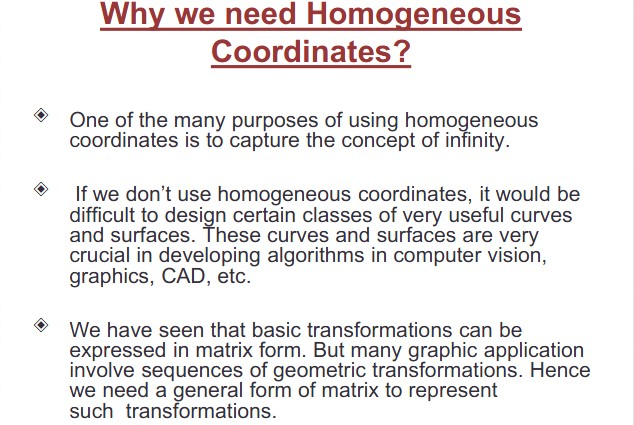 Why we need Homogeneous
Coordinates?
One of the many purposes of using homogeneous
coordinates is to capture the concept of infinity.
If we don't use homogeneous coordinates, it would be
difficult to design certain classes of very useful curves
and surfaces. These curves and surfaces are very
crucial in developing algorithms in computer vision,
graphics, CAD, etc.
We have seen that basic transformations can be
expressed in matrix form. But many graphic application
involve sequences of geometric transformations. Hence
we need a general form of matrix to represent
such  transformations.